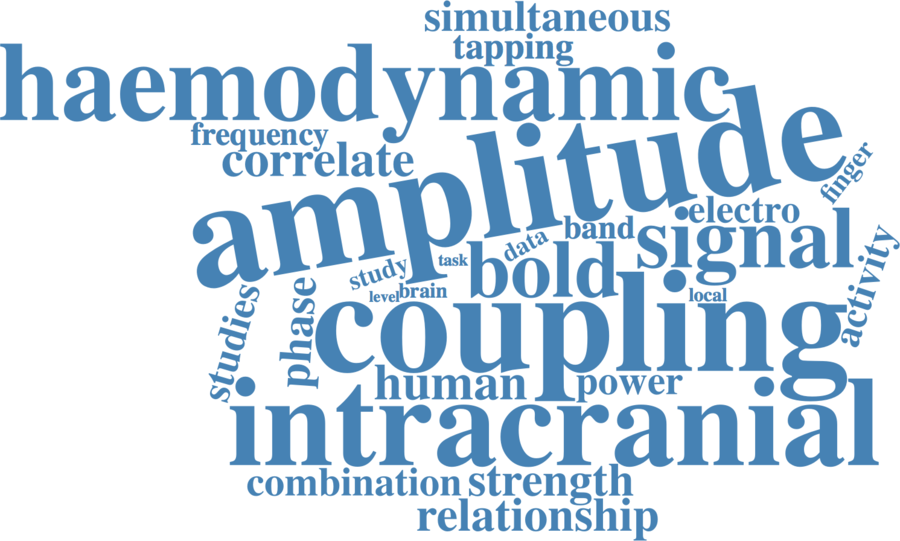 simultaneous
tapping
haemodynamic
frequency
correlate
amplitude
finger
electro
band
signal
data
task
study
bold
activity
level
brain
local
studies
phase
coupling
human
power
intracranial
combination
strength
relationship